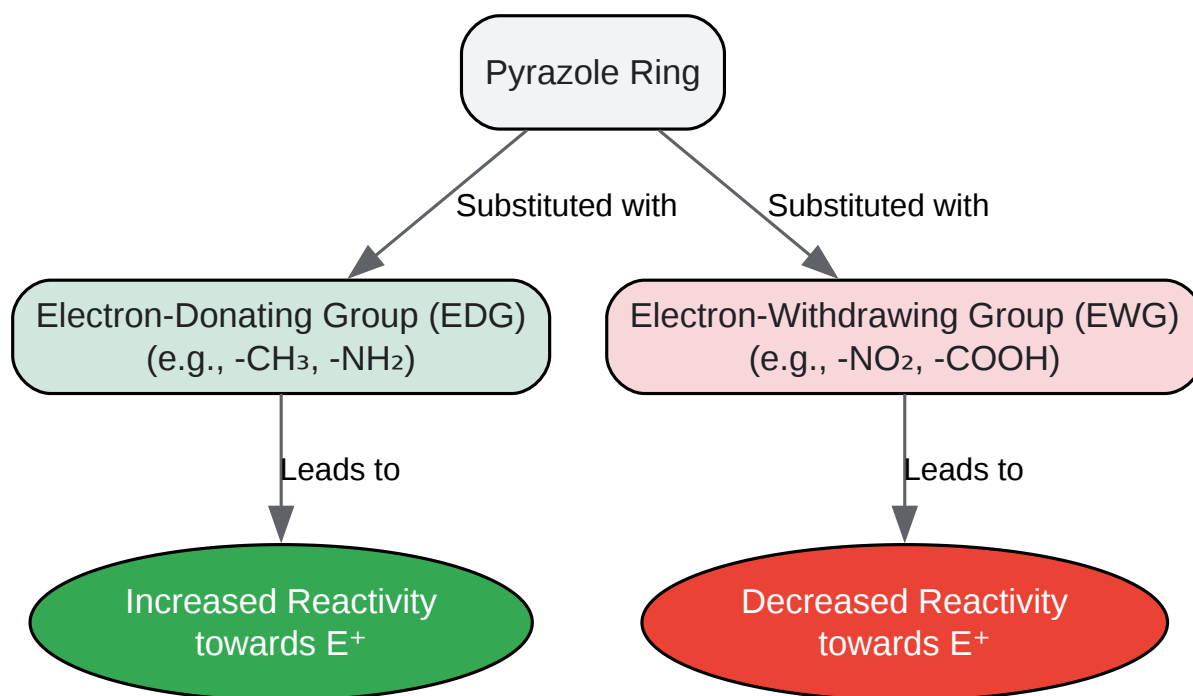 Pyrazole Ring
Substituted with
Substituted with
Electron-Donating Group (EDG)
(e.g., -CH₃, -NH₂)
Electron-Withdrawing Group (EWG)
(e.g., -NO₂, -COOH)
Leads to
Leads to
Increased Reactivity
towards E⁺
Decreased Reactivity
towards E⁺